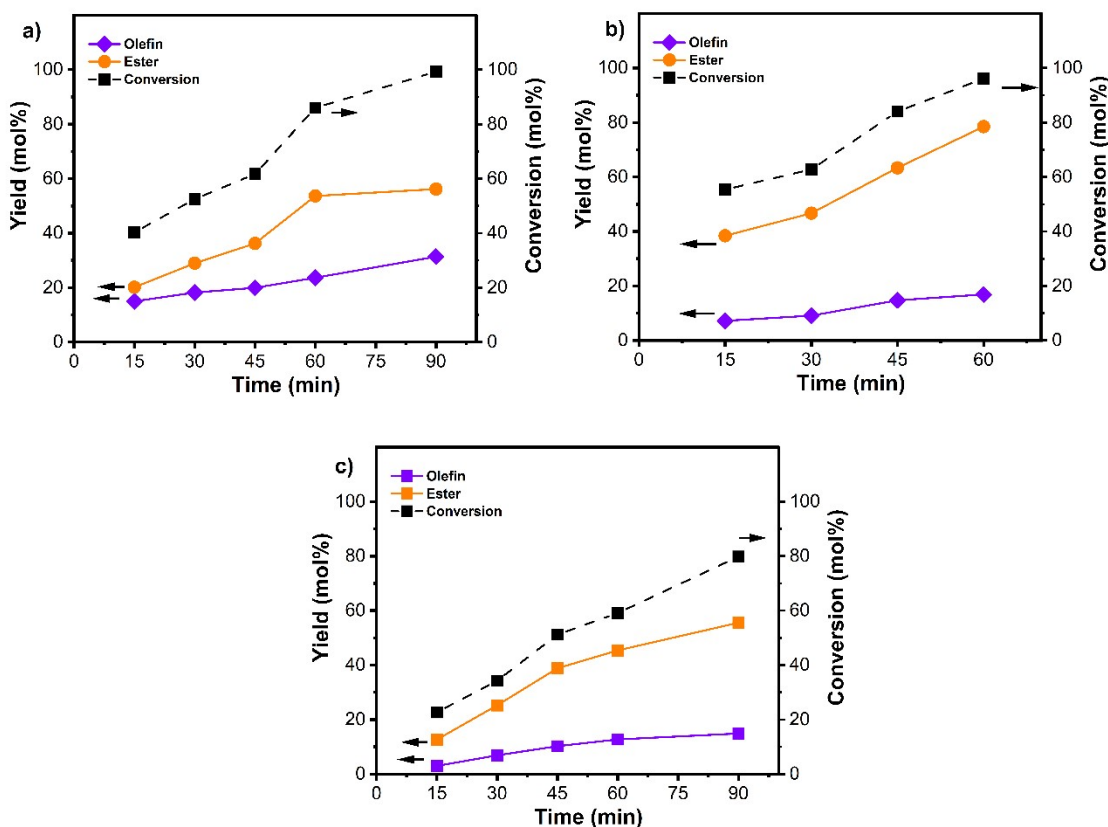 a)
Olefin
Ester
Conversion
Yield (mol%)
100
80
60
40
20
0
Conversion (mol%)
100
80
60
40
20
0
0 15 30 45 60 75 90
Time (min)
b)
Olefin
Ester
Conversion
Yield (mol%)
100
80
60
40
20
0
Conversion (mol%)
100
80
60
40
20
0
0 15 30 45 60
Time (min)
c)
Olefin
Ester
Conversion
Yield (mol%)
100
80
60
40
20
0
Conversion (mol%)
100
80
60
40
20
0
0 15 30 45 60 75 90
Time (min)